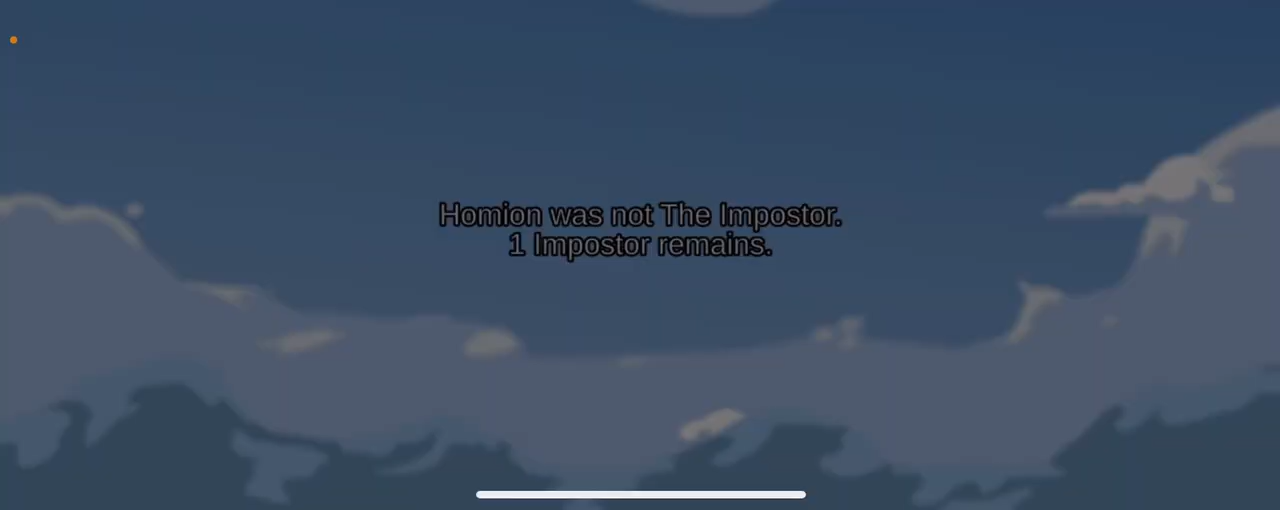 Homion was not The Impostor.
1 Impostor remains.